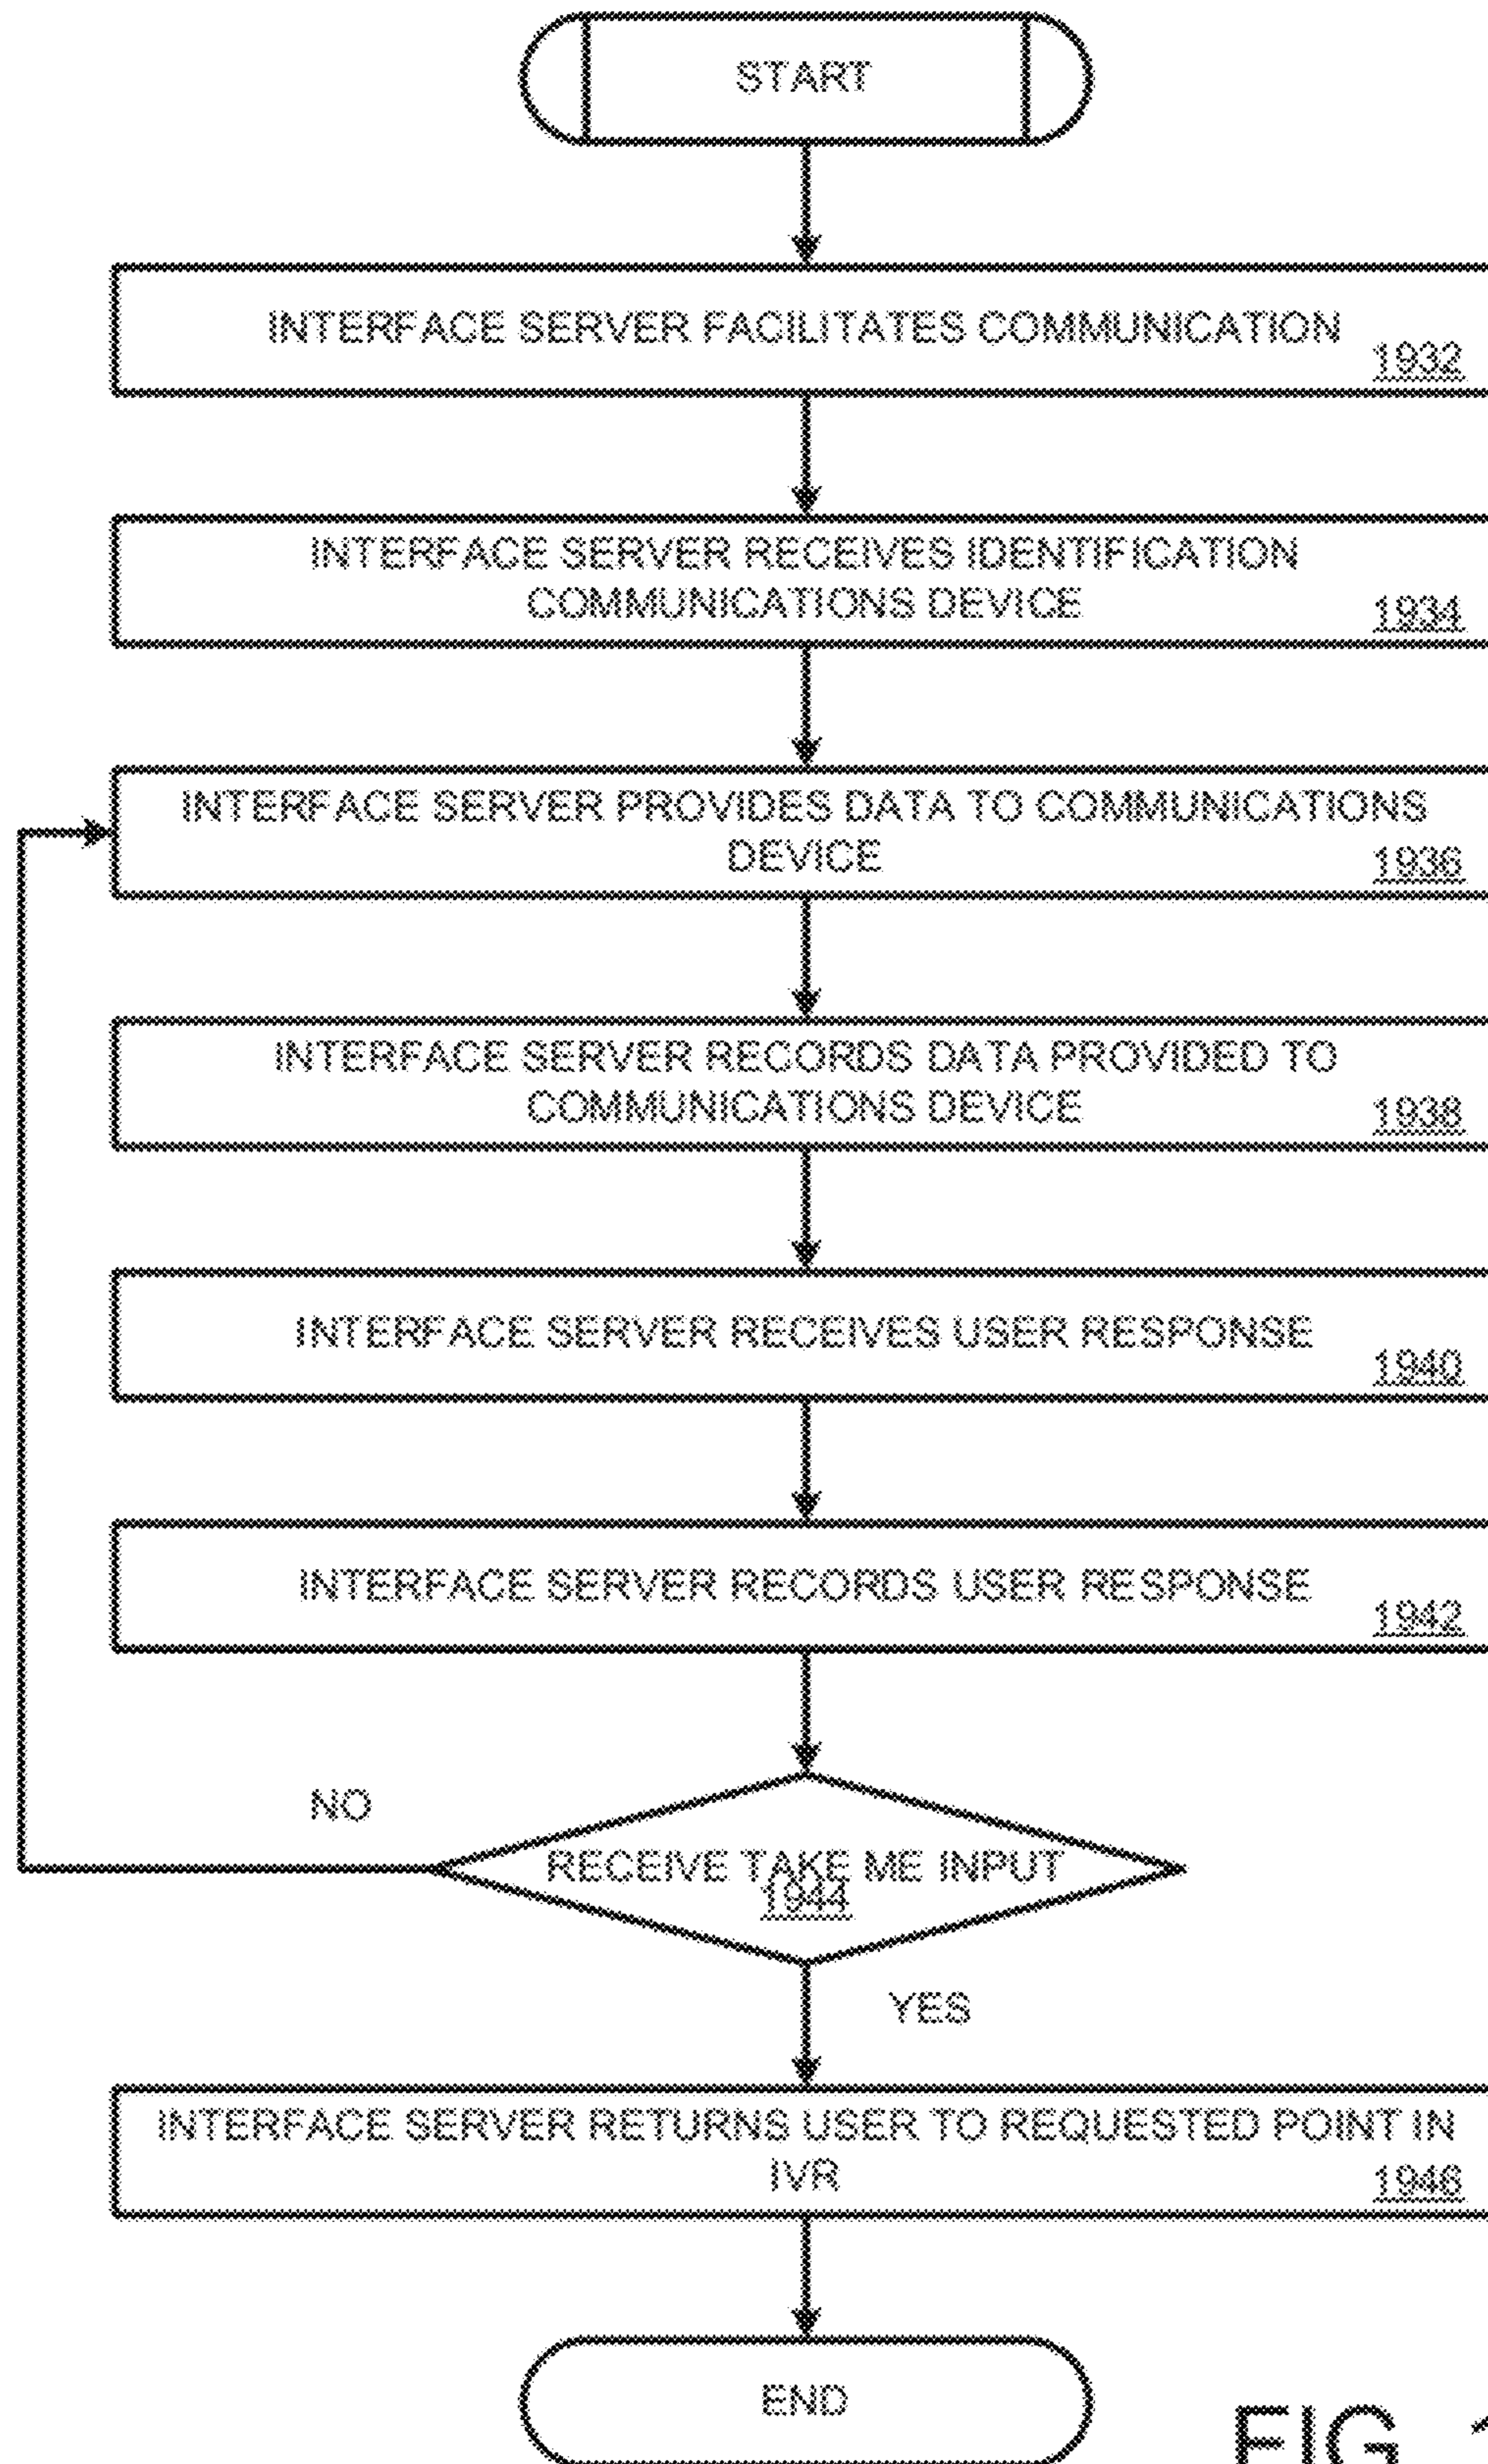 START
INTERFACE SERVER FACILITATES COMMUNICATION
1932
INTERFACE SERVER RECEIVES IDENTIFICATION
COMMUNICATIONS DEVICE
1934
INTERFACE SERVER PROVIDES DATA TO COMMUNICATIONS
DEVICE
1936
INTERFACE SERVER RECORDS DATA PROVIDED TO
COMMUNICATIONS DEVICE
1938
INTERFACE SERVER RECEIVES USER RESPONSE
1940
INTERFACE SERVER RECORDS USER RESPONSE
1942
NO
RECEIVE TAKE ME INPUT
1944
YES
INTERFACE SERVER RETURNS USER TO REQUESTED POINT IN
IVR
1946
END
FIG.